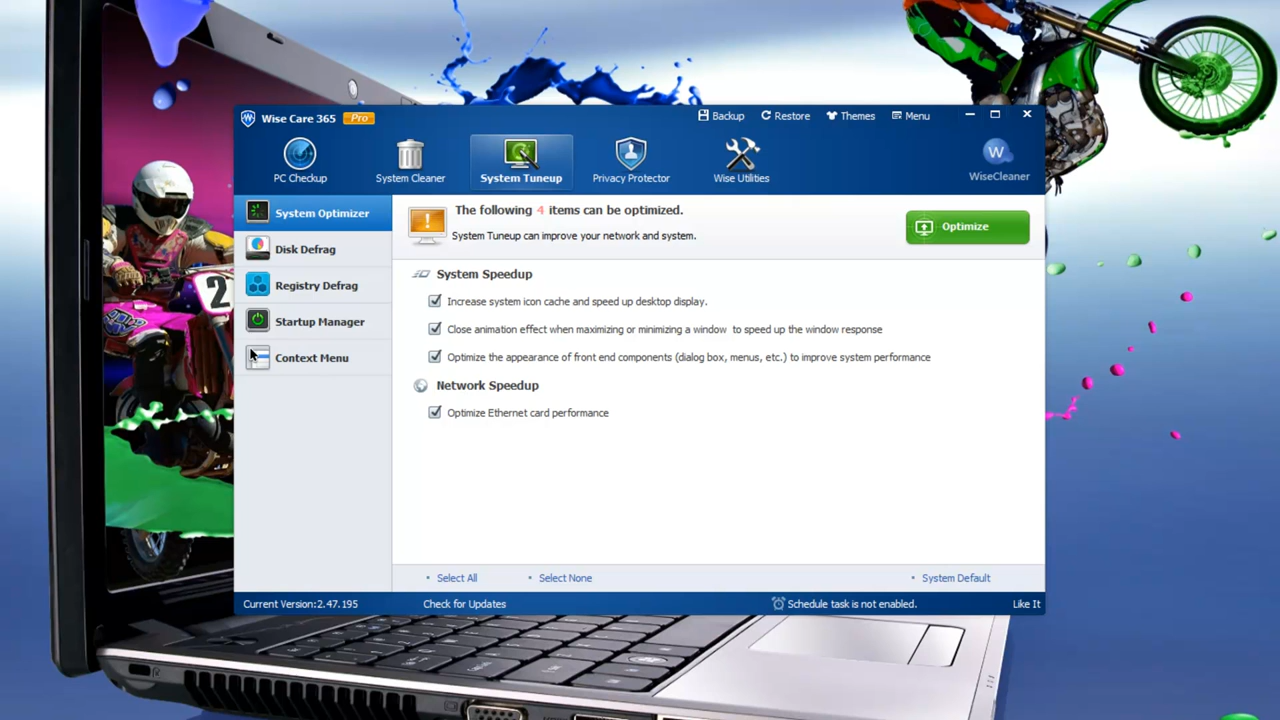 Wise Care 365 Pro
Backup Restore Themes Menu
PC Checkup System Cleaner System Tuneup Privacy Protector Wise Utilities
W
WiseCleaner
System Optimizer
Disk Defrag
Registry Defrag
Startup Manager
Context Menu
The following 4 items can be optimized.
System Tuneup can improve your network and system.
Optimize
System Speedup
Increase system icon cache and speed up desktop display.
Close animation effect when maximizing or minimizing a window to speed up the window response
Optimize the appearance of front end components (dialog box, menus, etc.) to improve system performance
Network Speedup
Optimize Ethernet card performance
Select All Select None System Default
Current Version:2.47.195 Check for Updates Schedule task is not enabled. Like It
2